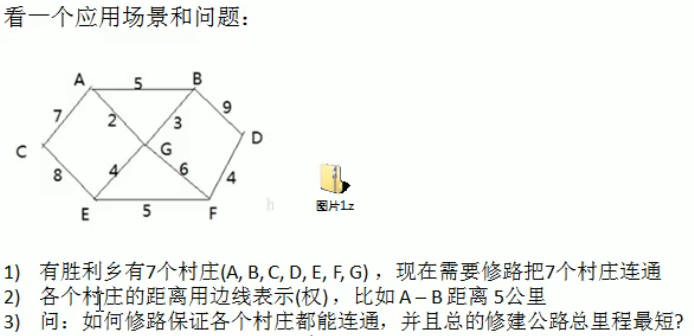 看一个应用场景和问题：
A 5 B
7 2 3 9
C G D
8 4 6 4
E 5 F
h
图片1.z
1) 有胜利乡有7个村庄(A, B, C, D, E, F, G) ，现在需要修路把7个村庄连通
2) 各个村庄的距离用边线表示(权) ，比如 A – B 距离 5公里
3) 问：如何修路保证各个村庄都能连通，并且总的修建公路总里程最短?